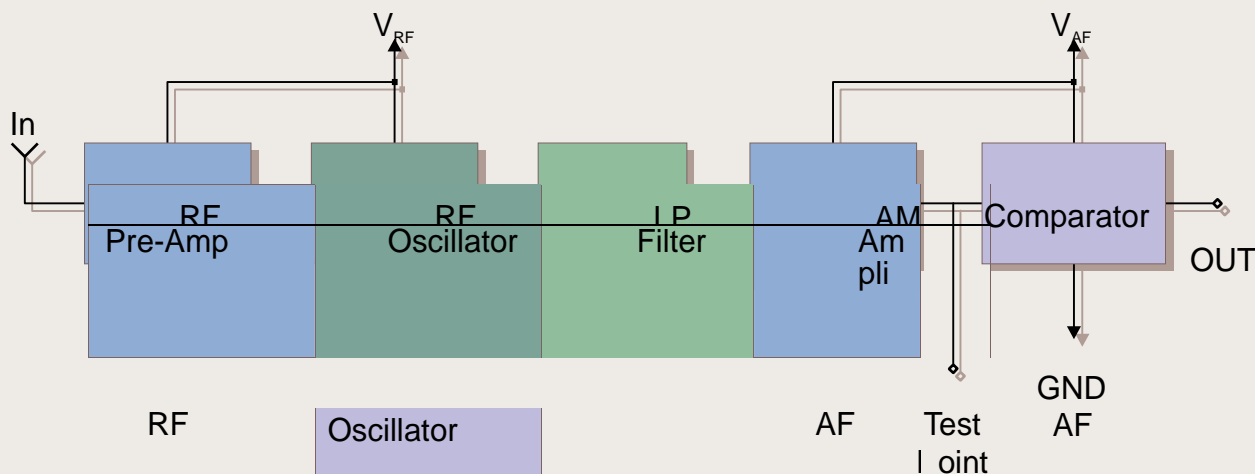 V RF
V AF
In
RF
Pre-Amp
RF
Oscillator
LP
Filter
AM
Am
pli
Comparator
OUT
RF
Oscillator
AF
Test
GND
AF